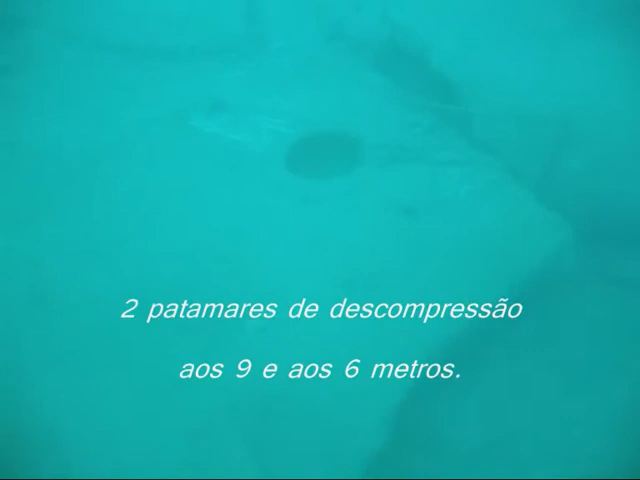 2 patamares de descompressão
aos 9 e aos 6 metros.